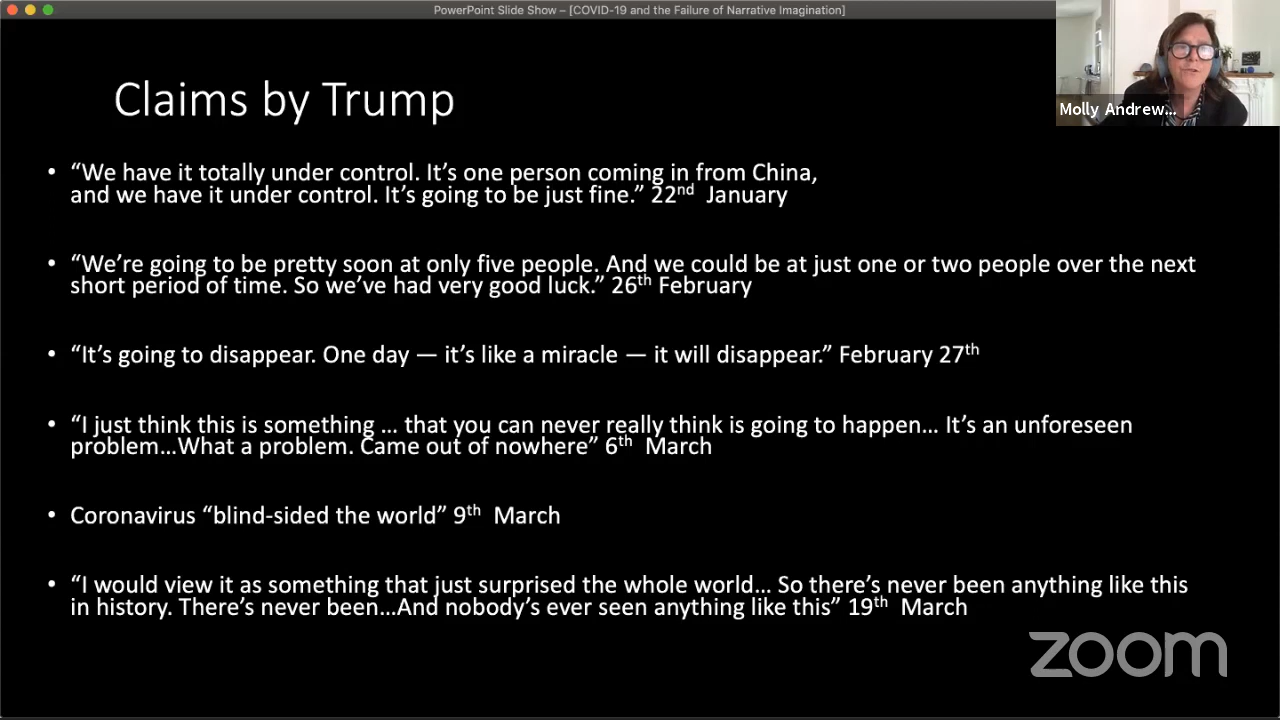 PowerPoint Slide Show – [COVID-19 and the Failure of Narrative Imagination]
Molly Andrew...
Claims by Trump
• “We have it totally under control. It’s one person coming in from China,
and we have it under control. It’s going to be just fine.” 22nd January
• “We’re going to be pretty soon at only five people. And we could be at just one or two people over the next
short period of time. So we’ve had very good luck.” 26th February
• “It’s going to disappear. One day — it’s like a miracle — it will disappear.” February 27th
• “I just think this is something … that you can never really think is going to happen… It’s an unforeseen
problem…What a problem. Came out of nowhere” 6th March
• Coronavirus “blind-sided the world” 9th March
• “I would view it as something that just surprised the whole world… So there’s never been anything like this
in history. There’s never been…And nobody’s ever seen anything like this” 19th March
zoom